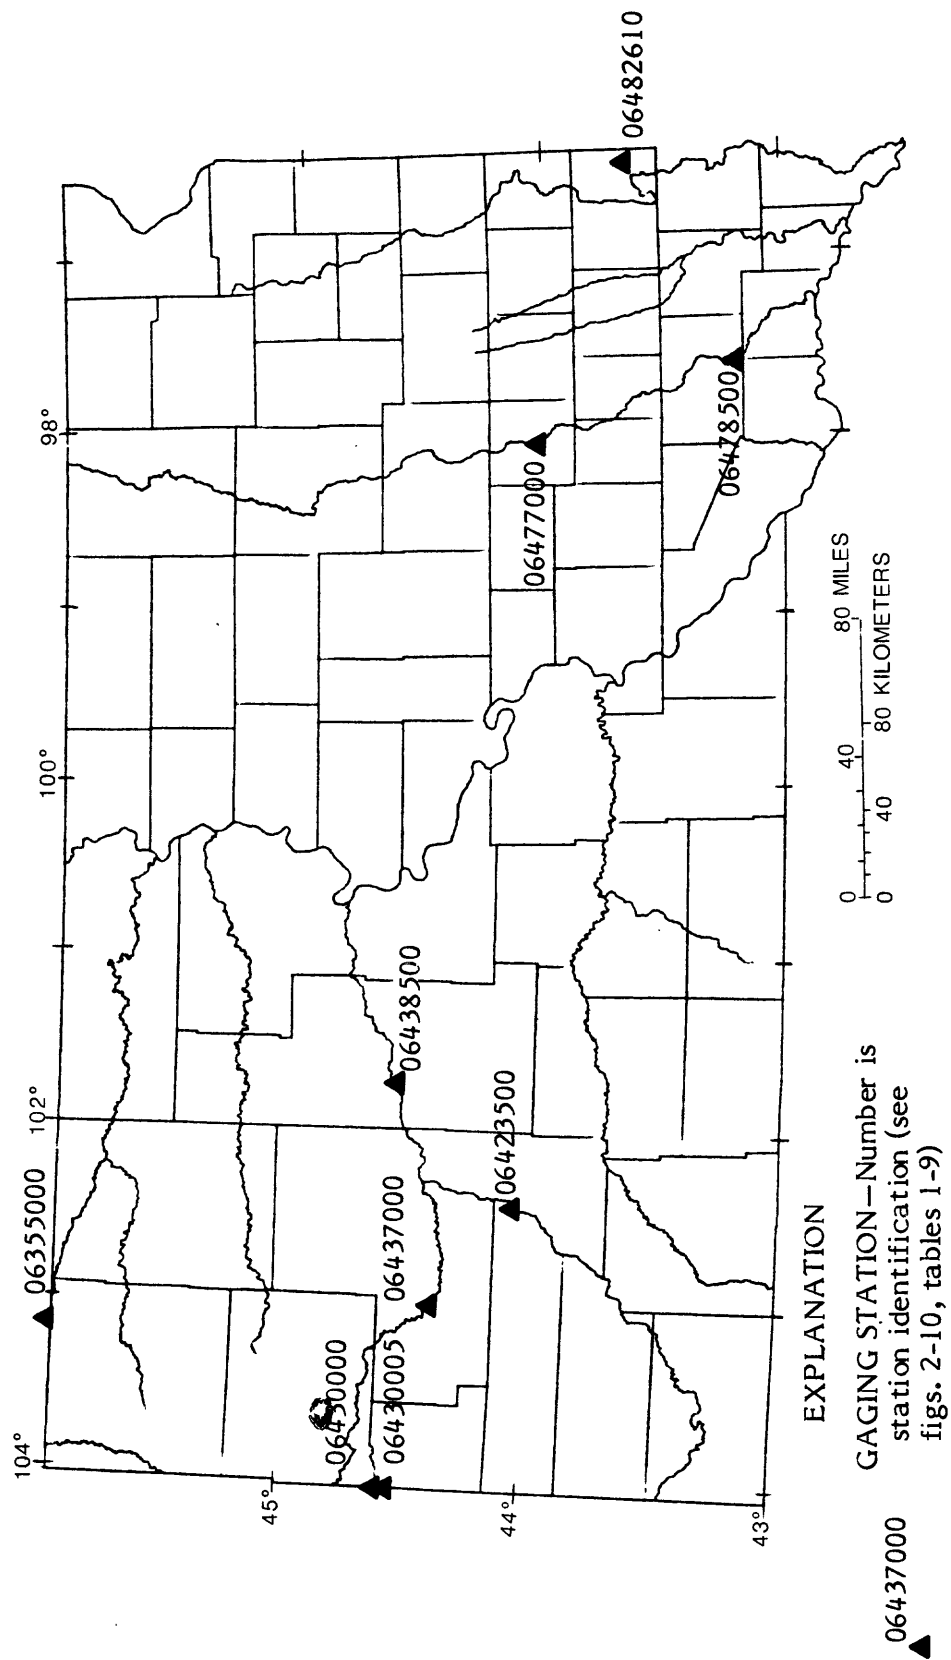 104°
102°
100°
98°
45°
44°
43°
06355000
06430000
06430005
06437000
06438500
06423500
06477000
06478500
06482610
0 40 80 MILES
0 40 80 KILOMETERS
EXPLANATION
06437000
GAGING STATION—Number is
station identification (see
figs. 2-10, tables 1-9)